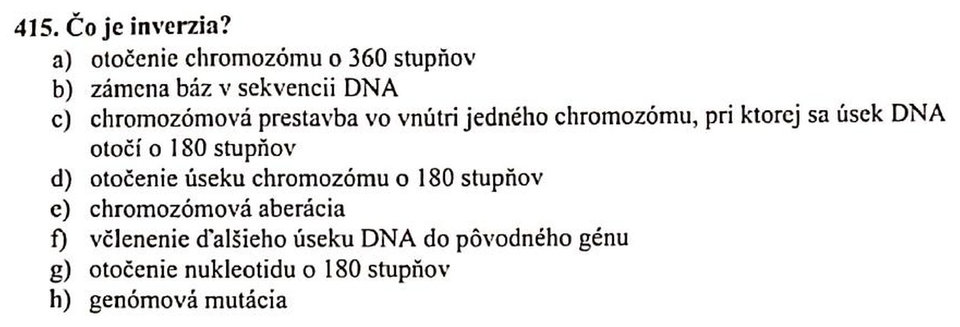 415. Čo je inverzia?
a) otočenie chromozómu o 360 stupňov
b) zámena báz v sekvencii DNA
c) chromozómová prestavba vo vnútri jedného chromozómu, pri ktorej sa úsek DNA
otočí o 180 stupňov
d) otočenie úseku chromozómu o 180 stupňov
e) chromozómová aberácia
f) včlenenie ďalšieho úseku DNA do pôvodného génu
g) otočenie nukleotidu o 180 stupňov
h) genómová mutácia